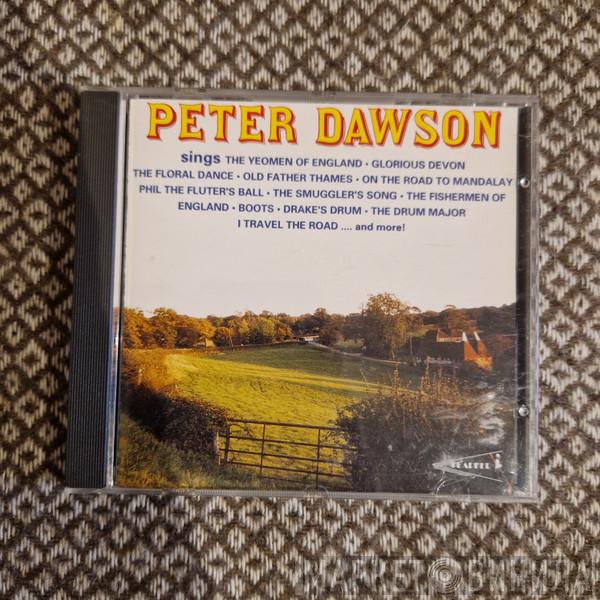 PETER DAWSON
sings THE YEOMEN OF ENGLAND • GLORIOUS DEVON
THE FLORAL DANCE • OLD FATHER THAMES • ON THE ROAD TO MANDALAY
PHIL THE FLUTER'S BALL • THE SMUGGLER'S SONG • THE FISHERMEN OF
ENGLAND • BOOTS • DRAKE'S DRUM • THE DRUM MAJOR
I TRAVEL THE ROAD .... and more!